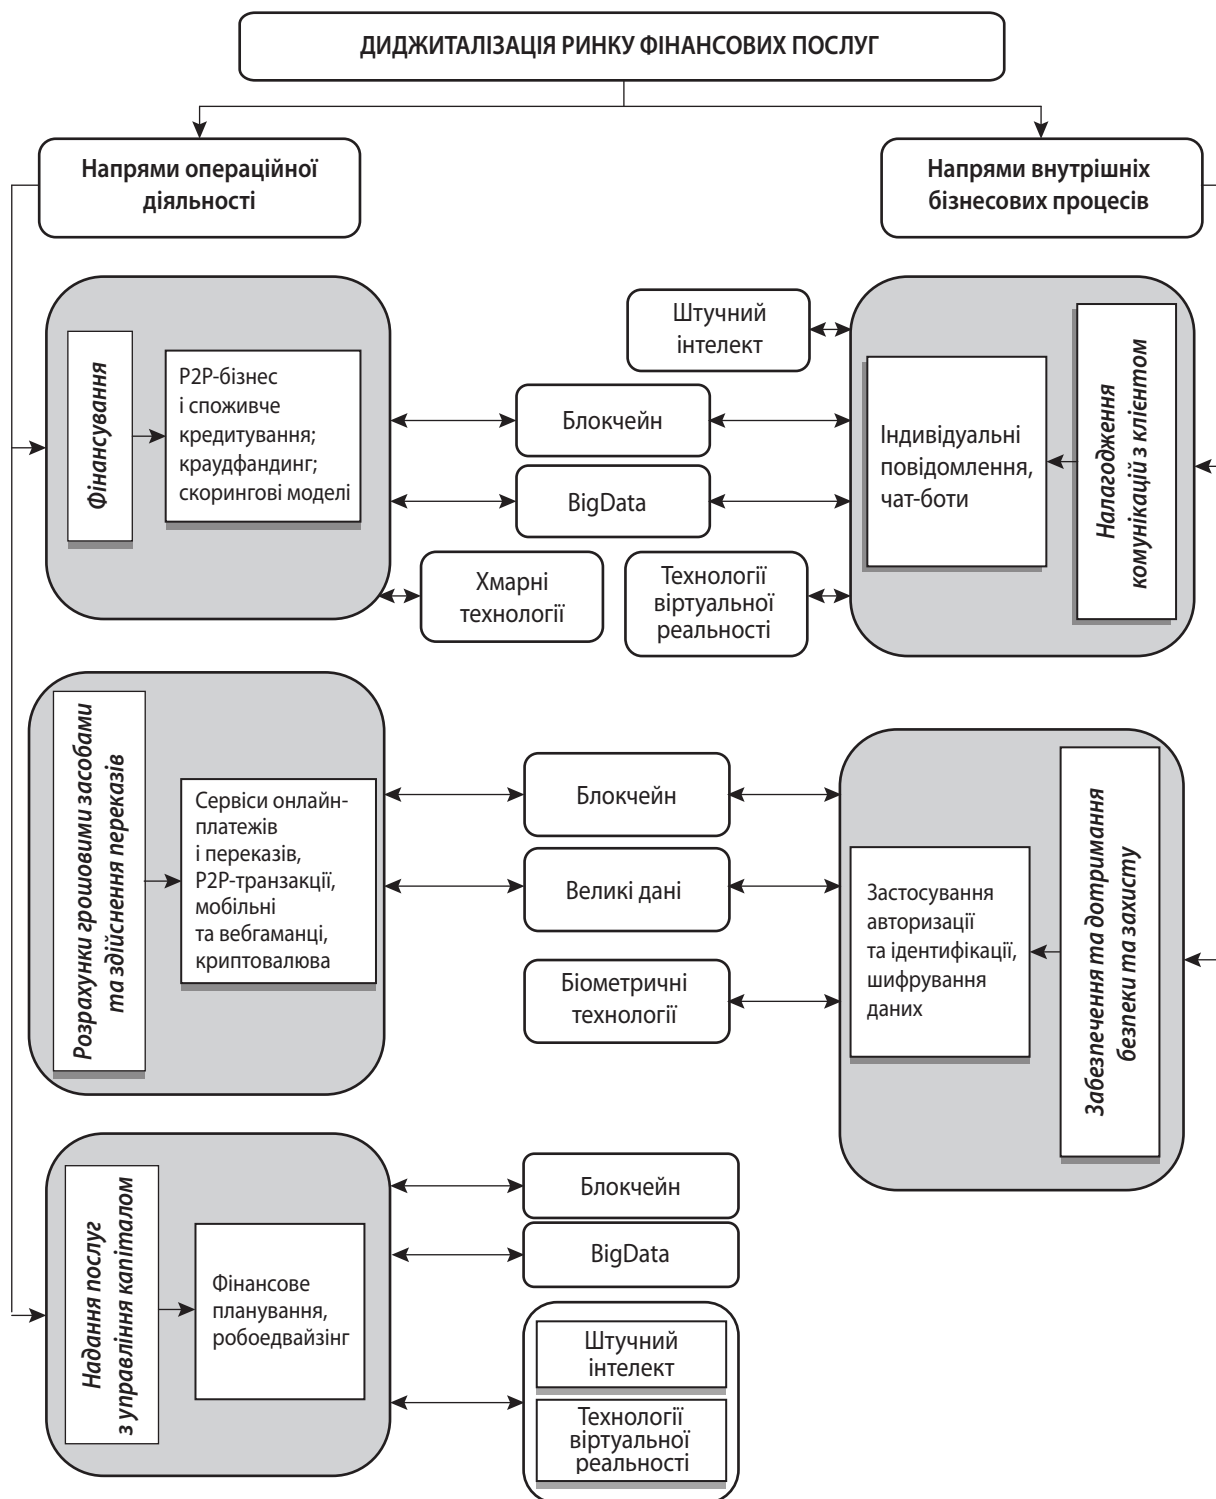 ДИДЖИТАЛІЗАЦІЯ РИНКУ ФІНАНСОВИХ ПОСЛУГ
Напрями операційної
діяльності
Напрями внутрішніх
бізнесових процесів
Фінансування
P2P-бізнес
і споживче
кредитування;
краудфандинг;
скорингові моделі
Штучний
інтелект
Блокчейн
BigData
Хмарні
технології
Технології
віртуальної
реальності
Індивідуальні
повідомлення,
чат-боти
Налагодження
комунікацій з клієнтом
Розрахунки грошовими засобами
та здійснення переказів
Сервіси онлайн-
платежів
і переказів,
P2P-транзакції,
мобільні
та вебгаманці,
криптовалюва
Блокчейн
Великі дані
Біометричні
технології
Застосування
авторизації
та ідентифікації,
шифрування
даних
Забезпечення та дотримання
безпеки та захисту
Надання послуг
з управління капіталом
Фінансове
планування,
робоедвайзінг
Блокчейн
BigData
Штучний
інтелект
Технології
віртуальної
реальності